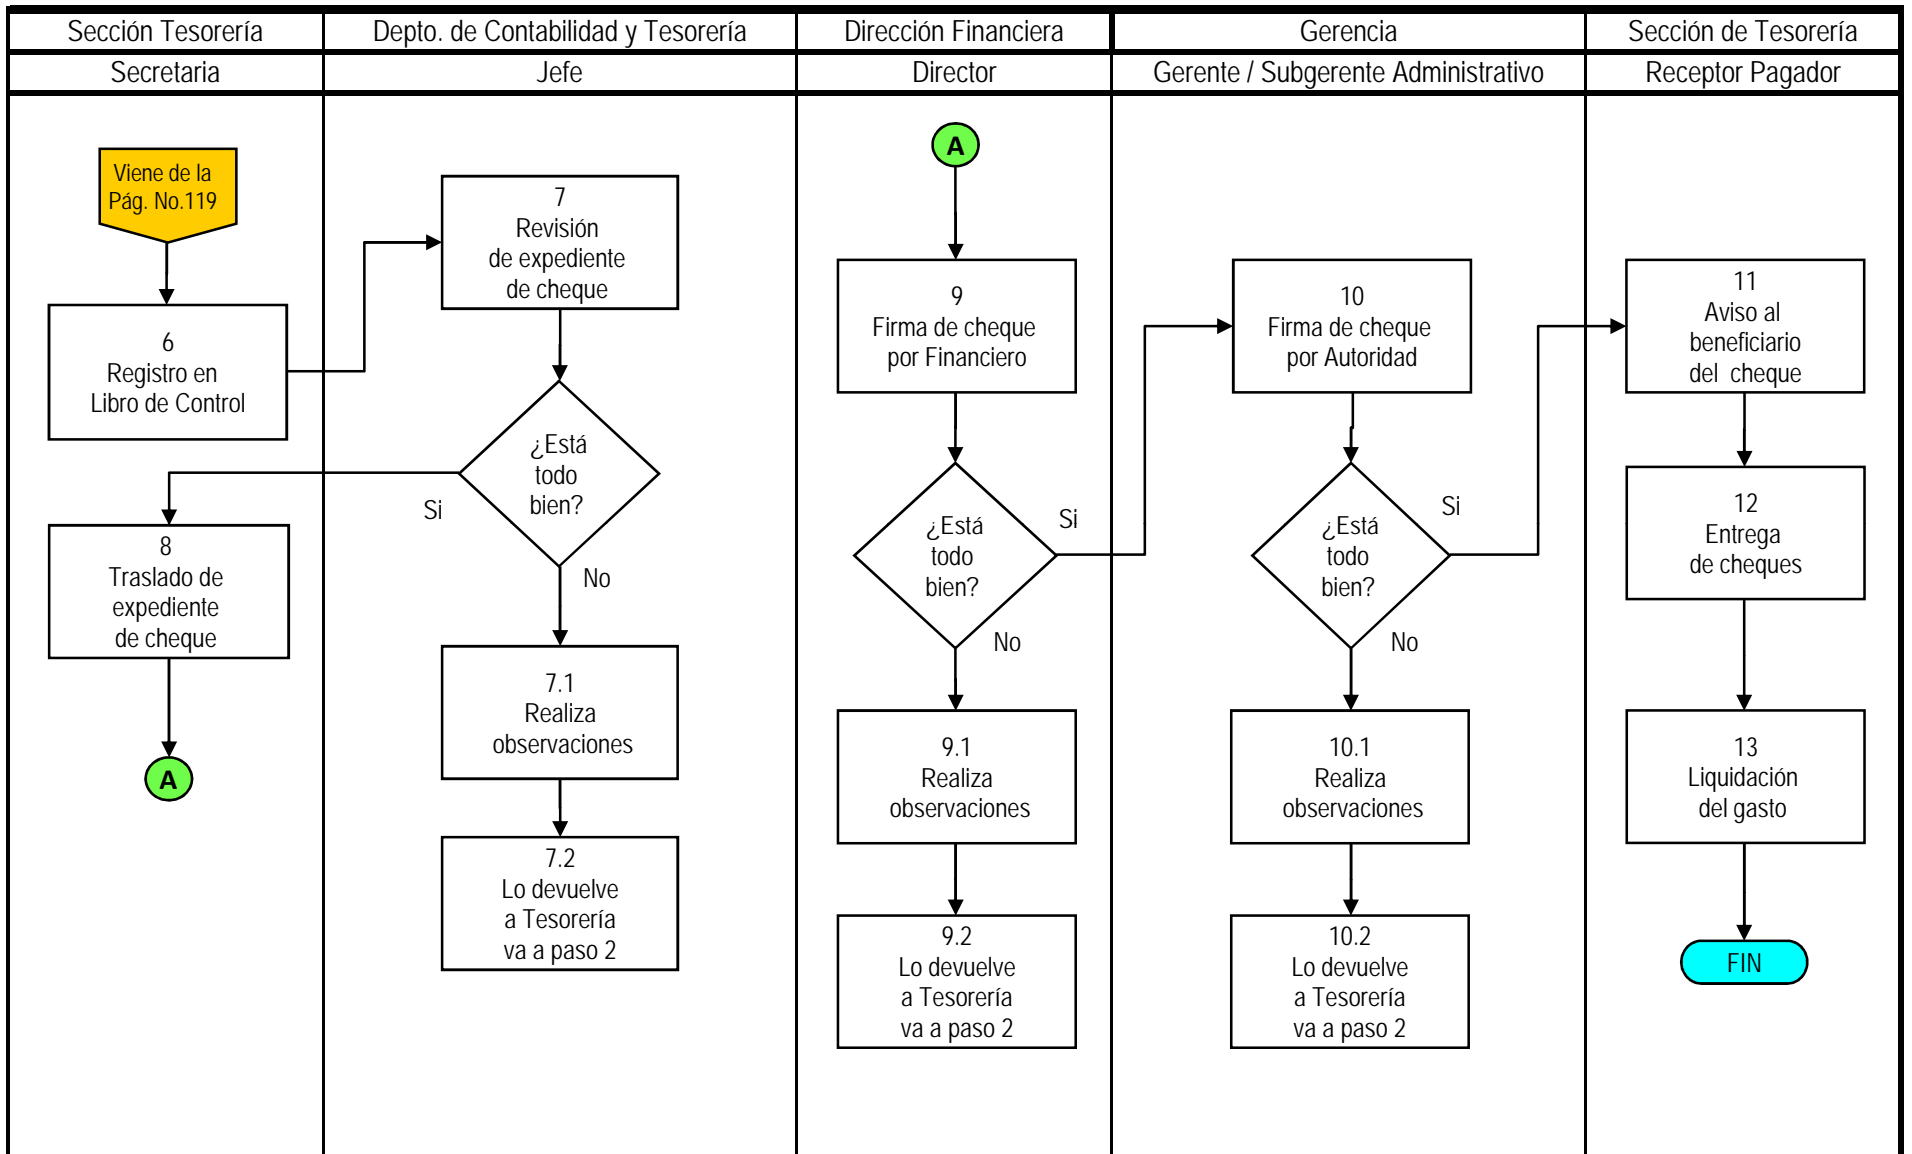 Sección Tesorería
Depto. de Contabilidad y Tesorería
Dirección Financiera
Gerencia
Sección de Tesorería
Secretaria
Jefe
Director
Gerente / Subgerente Administrativo
Receptor Pagador
Viene de la
Pág. No.119
6
Registro en
Libro de Control
8
Traslado de
expediente
de cheque
A
7
Revisión
de expediente
de cheque
¿Está
todo
bien?
Si
No
7.1
Realiza
observaciones
7.2
Lo devuelve
a Tesorería
va a paso 2
A
9
Firma de cheque
por Financiero
¿Está
todo
bien?
Si
No
9.1
Realiza
observaciones
9.2
Lo devuelve
a Tesorería
va a paso 2
10
Firma de cheque
por Autoridad
¿Está
todo
bien?
Si
No
10.1
Realiza
observaciones
10.2
Lo devuelve
a Tesorería
va a paso 2
11
Aviso al
beneficiario
del cheque
12
Entrega
de cheques
13
Liquidación
del gasto
FIN